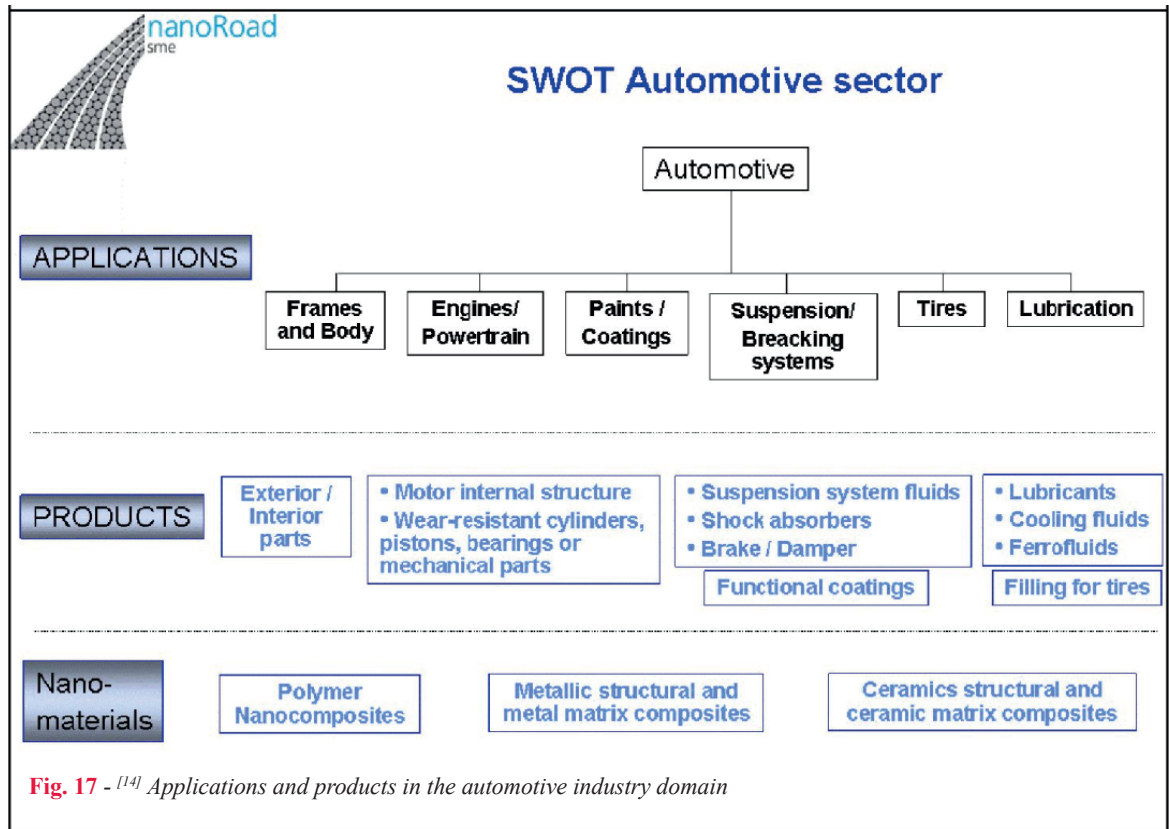 nanoRoad
sme
SWOT Automotive sector
Automotive
APPLICATIONS
Frames
and Body
Engines/
Powertrain
Paints /
Coatings
Suspension/
Breacking
systems
Tires
Lubrication
PRODUCTS
Exterior /
Interior
parts
• Motor internal structure
• Wear-resistant cylinders,
pistons, bearings or
mechanical parts
• Suspension system fluids
• Shock absorbers
• Brake / Damper
Functional coatings
• Lubricants
• Cooling fluids
• Ferrofluids
Filling for tires
Nano-
materials
Polymer
Nanocomposites
Metallic structural and
metal matrix composites
Ceramics structural and
ceramic matrix composites
Fig. 17 - [14] Applications and products in the automotive industry domain